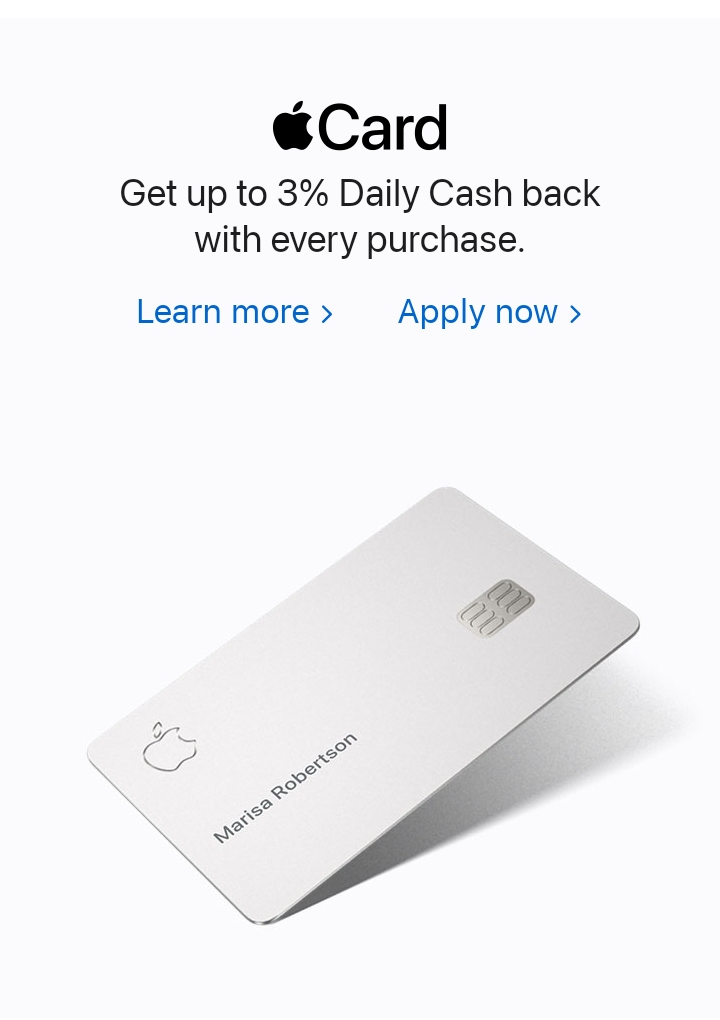 Card
Get up to 3% Daily Cash back
with every purchase.
Learn more >
Apply now >
Marisa Robertson